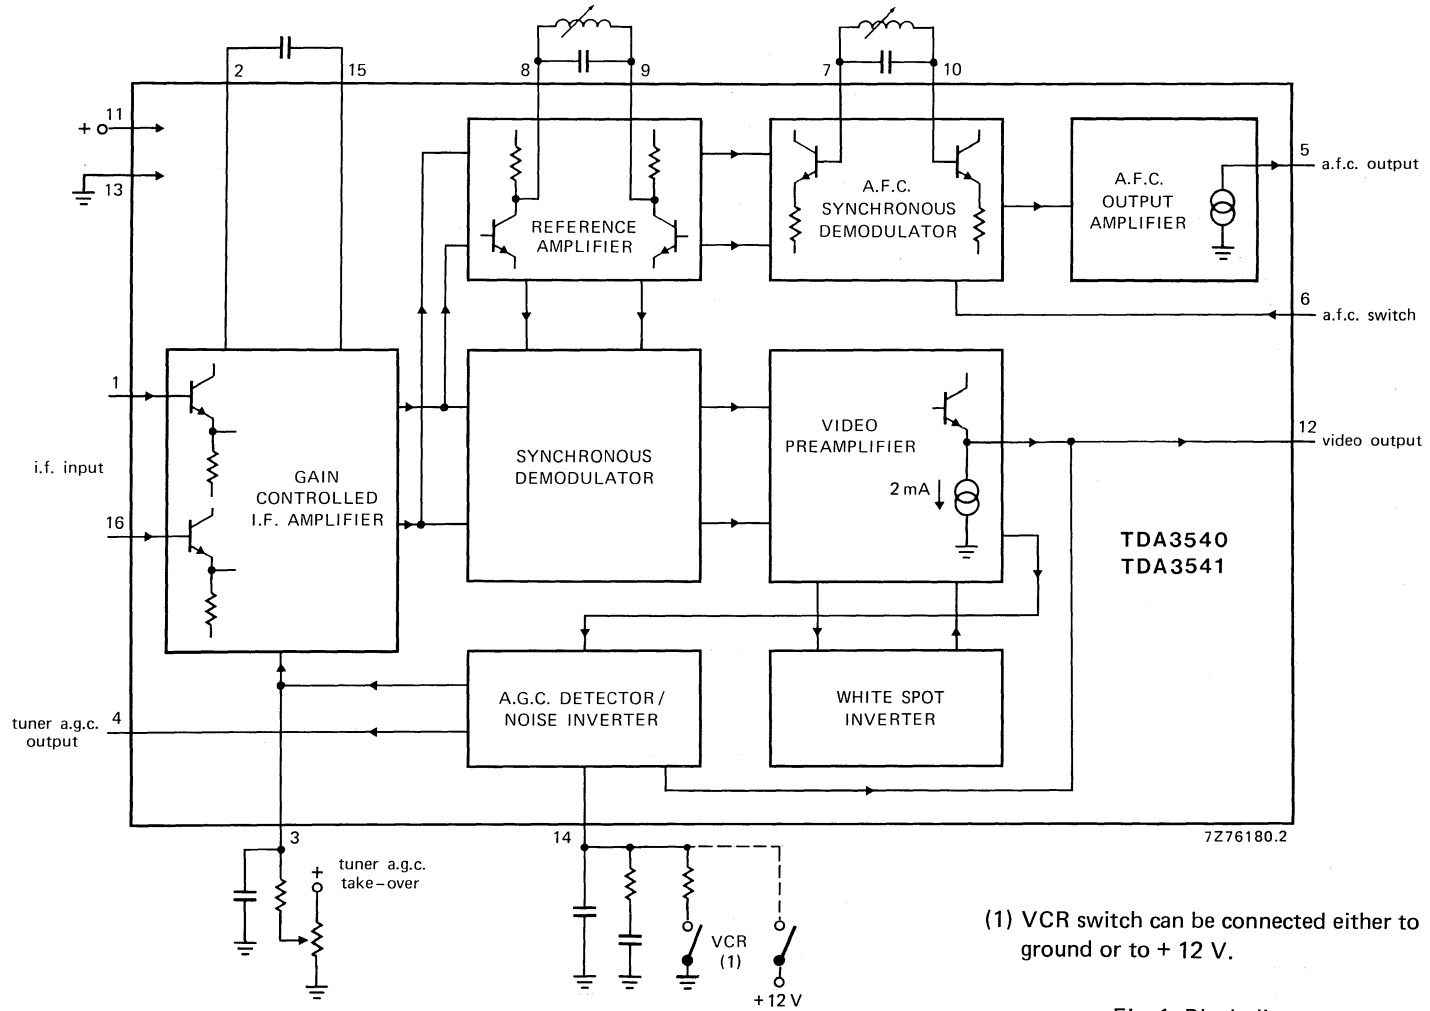 2
15
8
9
7
10
+
11
13
5
a.f.c. output
6
a.f.c. switch
REFERENCE
AMPLIFIER
A.F.C.
SYNCHRONOUS
DEMODULATOR
A.F.C.
OUTPUT
AMPLIFIER
1
i.f. input
16
GAIN
CONTROLLED
I.F. AMPLIFIER
SYNCHRONOUS
DEMODULATOR
VIDEO
PREAMPLIFIER
2 mA
12
video output
TDA3540
TDA3541
tuner a.g.c.
output
4
A.G.C. DETECTOR/
NOISE INVERTER
WHITE SPOT
INVERTER
3
14
7Z76180.2
+
tuner a.g.c.
take-over
VCR
(1)
+12 V
(1) VCR switch can be connected either to
ground or to + 12 V.